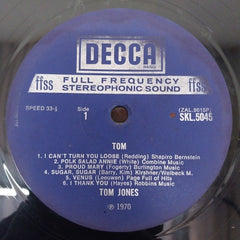 DECCA
ffss
FULL FREQUENCY
STEREOPHONIC SOUND
ffss
SPEED 33⅓
Side
1
(ZAL.9615P)
SKL.5045
TOM
1. I CAN'T TURN YOU LOOSE (Redding) Shapiro Bernstein
2. POLK SALAD ANNIE (White) Combine Music
3. PROUD MARY (Fogerty) Burlington Music
4. SUGAR, SUGAR (Barry, Kim) Kirshner/Welbeck M.
5. VENUS (Leeuwen) Page Full of Hits
6. I THANK YOU (Hayes) Robbins Music
TOM JONES
℗ 1970